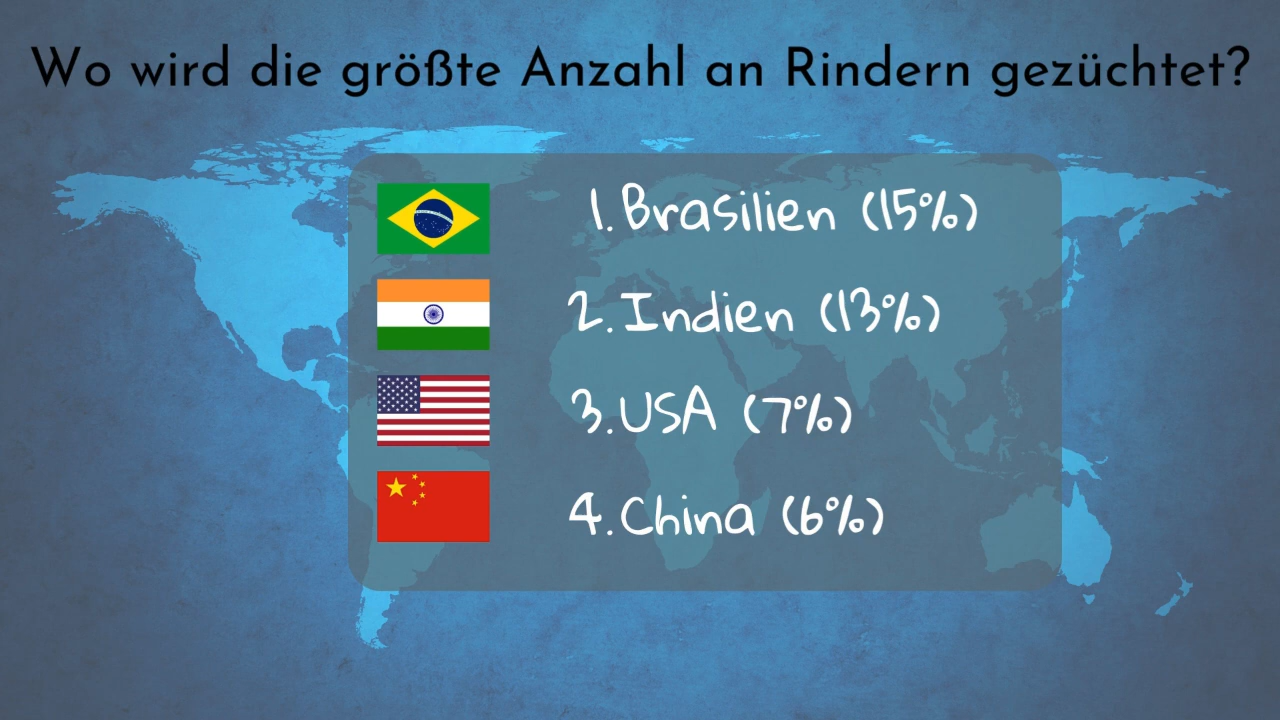 Wo wird die größte Anzahl an Rindern gezüchtet?
1. Brasilien (15%)
2. Indien (13%)
3. USA (7%)
4. China (6%)